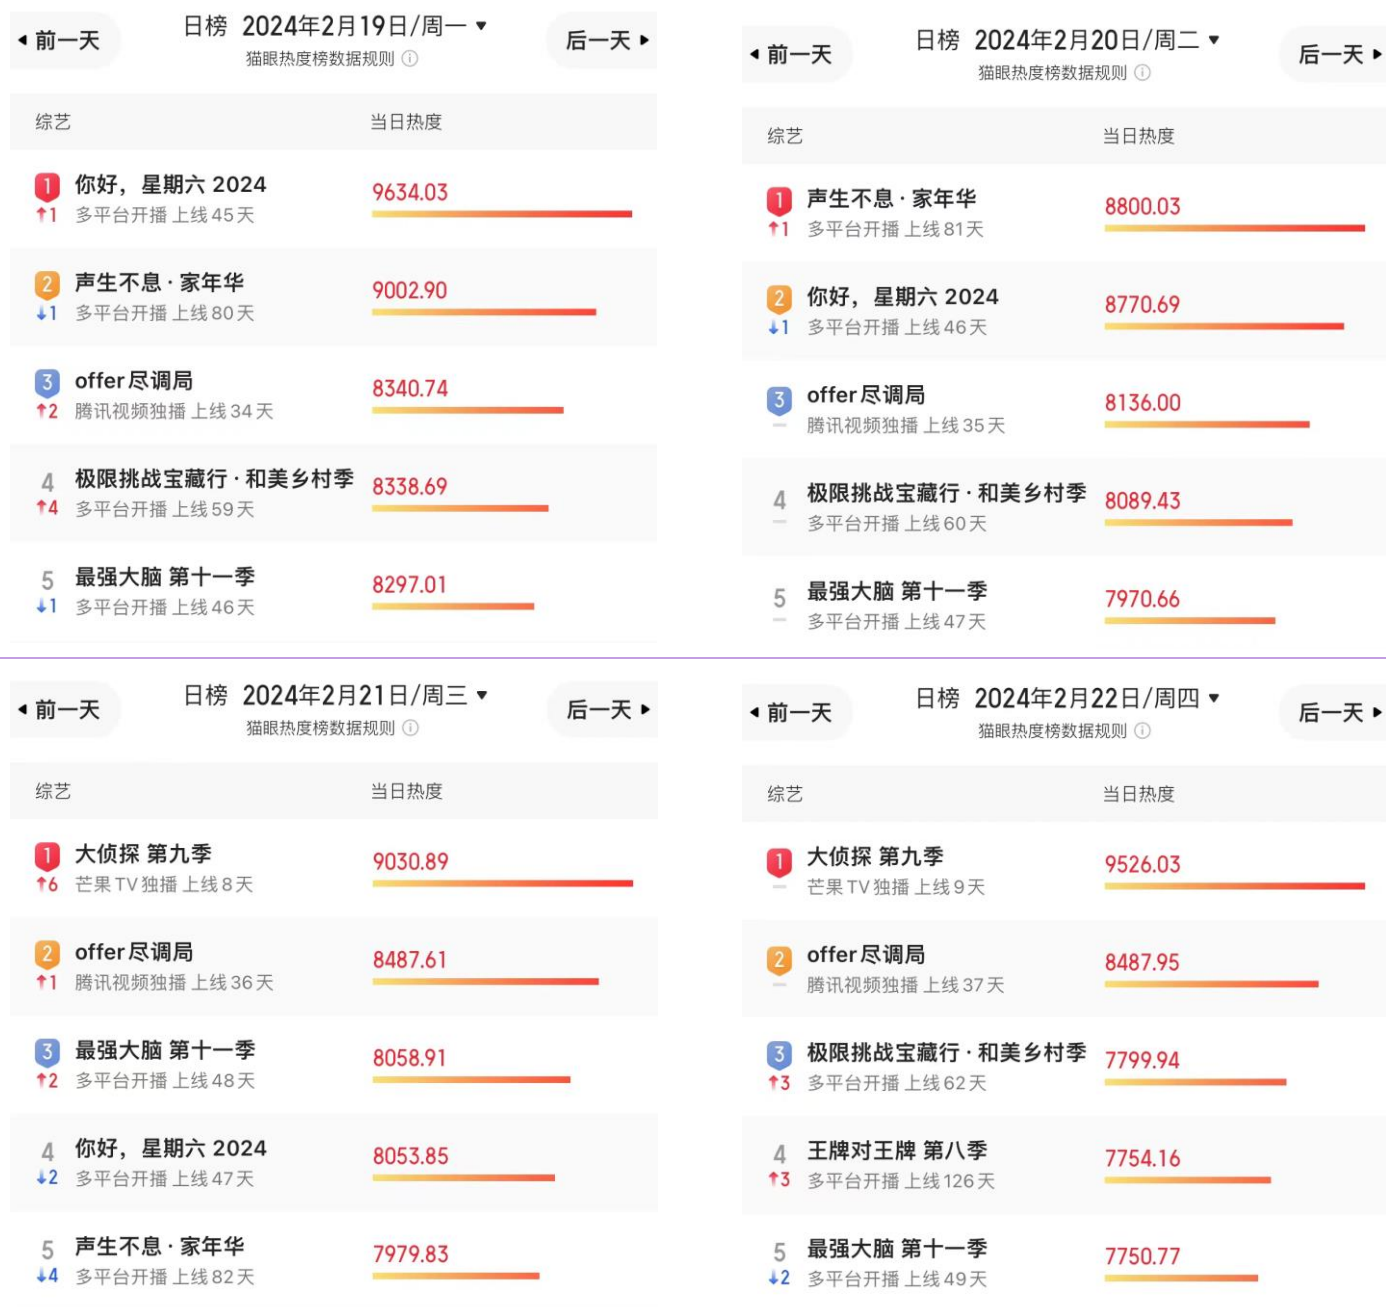 前一天
日榜 2024年2月19日/周一
后一天
猫眼热度榜数据规则
综艺 当日热度
1 你好，星期六 2024 9634.03
↑1 多平台开播 上线45天
2 声生不息·家年华 9002.90
↓1 多平台开播 上线80天
3 offer尽调局 8340.74
↑2 腾讯视频独播 上线34天
4 极限挑战宝藏行·和美乡村季 8338.69
↑4 多平台开播 上线59天
5 最强大脑 第十一季 8297.01
↓1 多平台开播 上线46天
前一天
日榜 2024年2月20日/周二
后一天
猫眼热度榜数据规则
综艺 当日热度
1 声生不息·家年华 8800.03
↑1 多平台开播 上线81天
2 你好，星期六 2024 8770.69
↓1 多平台开播 上线46天
3 offer尽调局 8136.00
腾讯视频独播 上线35天
4 极限挑战宝藏行·和美乡村季 8089.43
多平台开播 上线60天
5 最强大脑 第十一季 7970.66
多平台开播 上线47天
前一天
日榜 2024年2月21日/周三
后一天
猫眼热度榜数据规则
综艺 当日热度
1 大侦探 第九季 9030.89
↑6 芒果TV独播 上线8天
2 offer尽调局 8487.61
↑1 腾讯视频独播 上线36天
3 最强大脑 第十一季 8058.91
↑2 多平台开播 上线48天
4 你好，星期六 2024 8053.85
↓2 多平台开播 上线47天
5 声生不息·家年华 7979.83
↓4 多平台开播 上线82天
前一天
日榜 2024年2月22日/周四
后一天
猫眼热度榜数据规则
综艺 当日热度
1 大侦探 第九季 9526.03
芒果TV独播 上线9天
2 offer尽调局 8487.95
腾讯视频独播 上线37天
3 极限挑战宝藏行·和美乡村季 7799.94
↑3 多平台开播 上线62天
4 王牌对王牌 第八季 7754.16
↑3 多平台开播 上线126天
5 最强大脑 第十一季 7750.77
↓2 多平台开播 上线49天